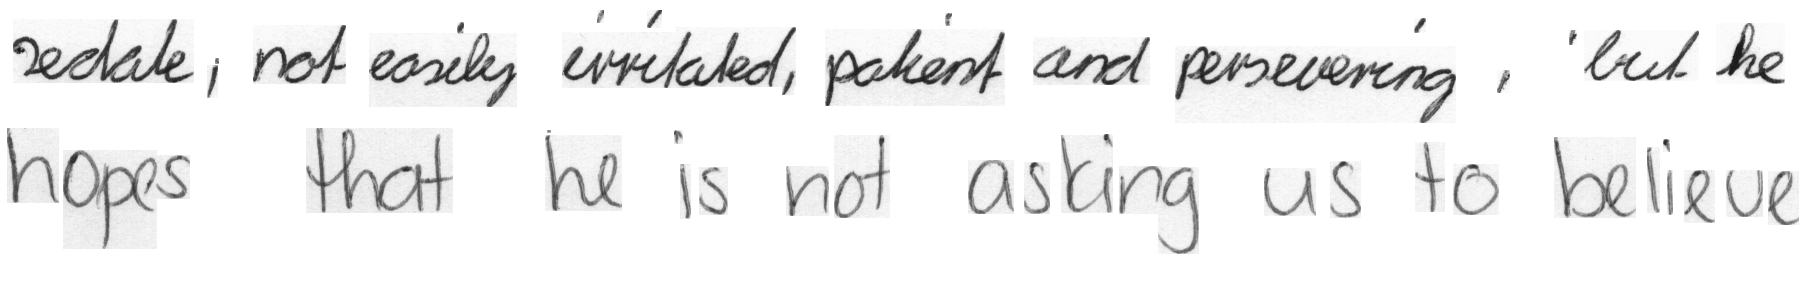 sedate, not easily irritated, patient and persevering, but he
hopes that he is not asking us to believe